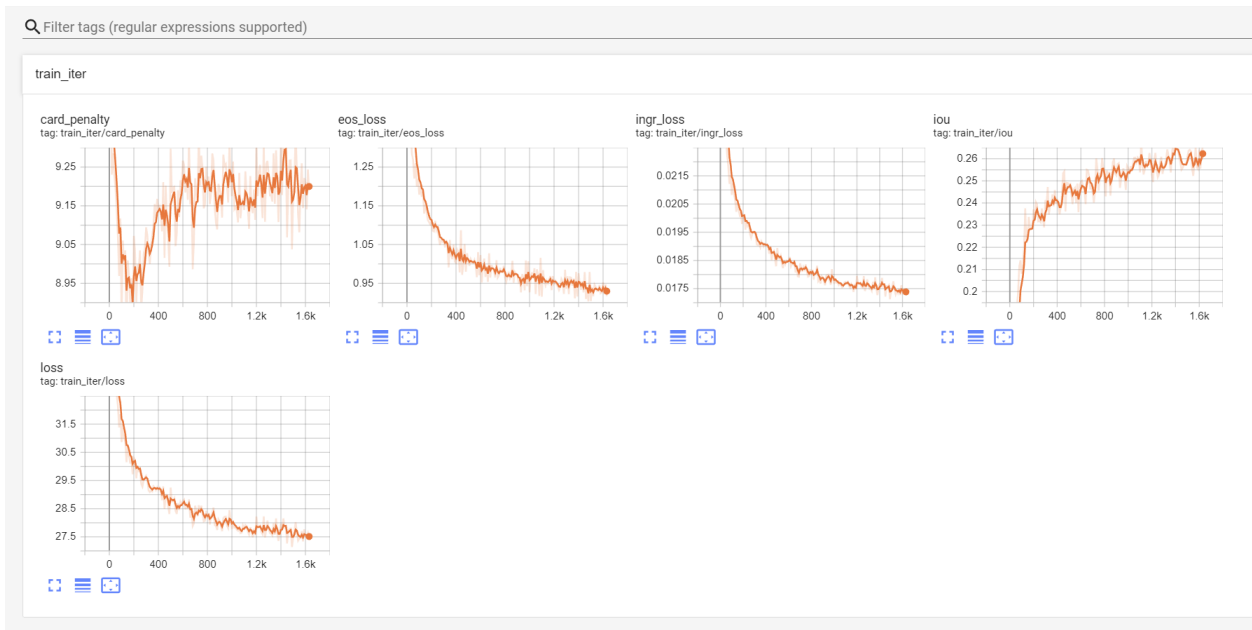 Filter tags (regular expressions supported)
train_iter
card_penalty
tag: train_iter/card_penalty
9.25
9.15
9.05
8.95
0 400 800 1.2k 1.6k
eos_loss
tag: train_iter/eos_loss
1.25
1.15
1.05
0.95
0 400 800 1.2k 1.6k
ingr_loss
tag: train_iter/ingr_loss
0.0215
0.0205
0.0195
0.0185
0.0175
0 400 800 1.2k 1.6k
iou
tag: train_iter/iou
0.26
0.25
0.24
0.23
0.22
0.21
0.2
0 400 800 1.2k 1.6k
loss
tag: train_iter/loss
31.5
30.5
29.5
28.5
27.5
0 400 800 1.2k 1.6k